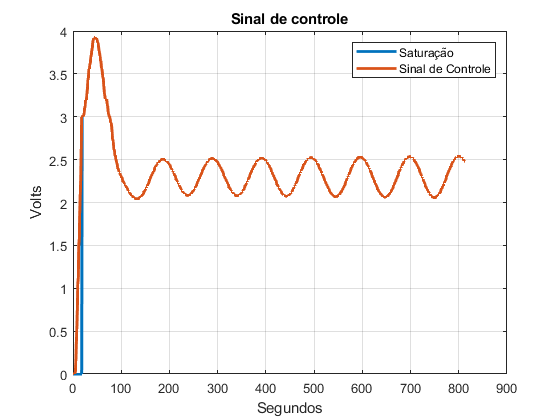 Sinal de controle
Saturação
Sinal de Controle
4
3.5
3
2.5
2
1.5
1
0.5
0
Volts
0 100 200 300 400 500 600 700 800 900
Segundos